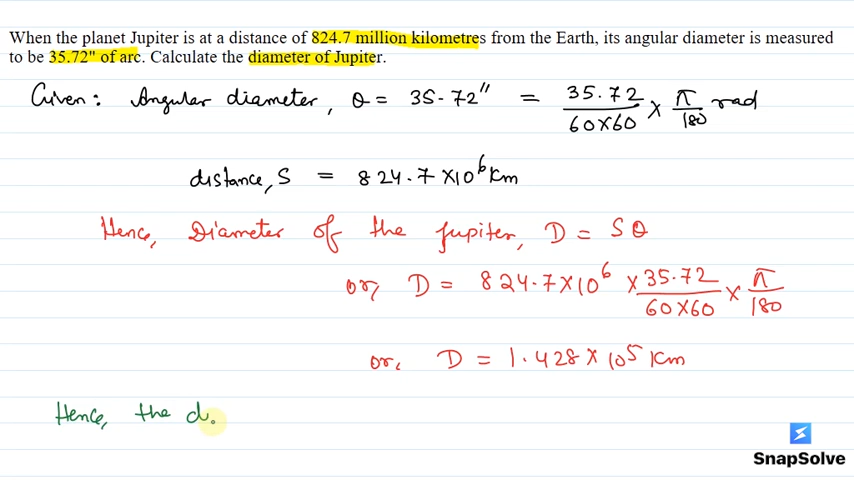 When the planet Jupiter is at a distance of 824.7 million kilometres from the Earth, its angular diameter is measured
to be 35.72" of arc. Calculate the diameter of Jupiter.
Given: Angular diameter, θ = 35.72" = 35.72/60×60 × π/180 rad
distance, S = 824.7 × 10⁶ Km
Hence, Diameter of the Jupiter, D = Sθ
or, D = 824.7×10⁶ × 35.72/60×60 × π/180
or, D = 1.428 × 10⁵ Km
Hence, the d
SnapSolve